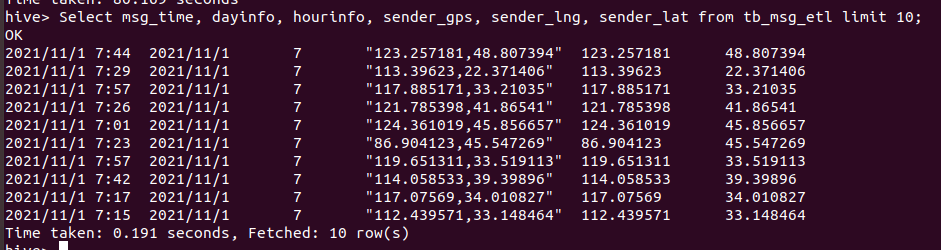 Time taken: 80.109 seconds
hive> Select msg_time, dayinfo, hourinfo, sender_gps, sender_lng, sender_lat from tb_msg_etl limit 10;
OK
2021/11/1 7:44 2021/11/1 7 "123.257181,48.807394" 123.257181 48.807394
2021/11/1 7:29 2021/11/1 7 "113.39623,22.371406" 113.39623 22.371406
2021/11/1 7:57 2021/11/1 7 "117.885171,33.21035" 117.885171 33.21035
2021/11/1 7:26 2021/11/1 7 "121.785398,41.86541" 121.785398 41.86541
2021/11/1 7:01 2021/11/1 7 "124.361019,45.856657" 124.361019 45.856657
2021/11/1 7:23 2021/11/1 7 "86.904123,45.547269" 86.904123 45.547269
2021/11/1 7:57 2021/11/1 7 "119.651311,33.519113" 119.651311 33.519113
2021/11/1 7:42 2021/11/1 7 "114.058533,39.39896" 114.058533 39.39896
2021/11/1 7:17 2021/11/1 7 "117.07569,34.010827" 117.07569 34.010827
2021/11/1 7:15 2021/11/1 7 "112.439571,33.148464" 112.439571 33.148464
Time taken: 0.191 seconds, Fetched: 10 row(s)
hive>